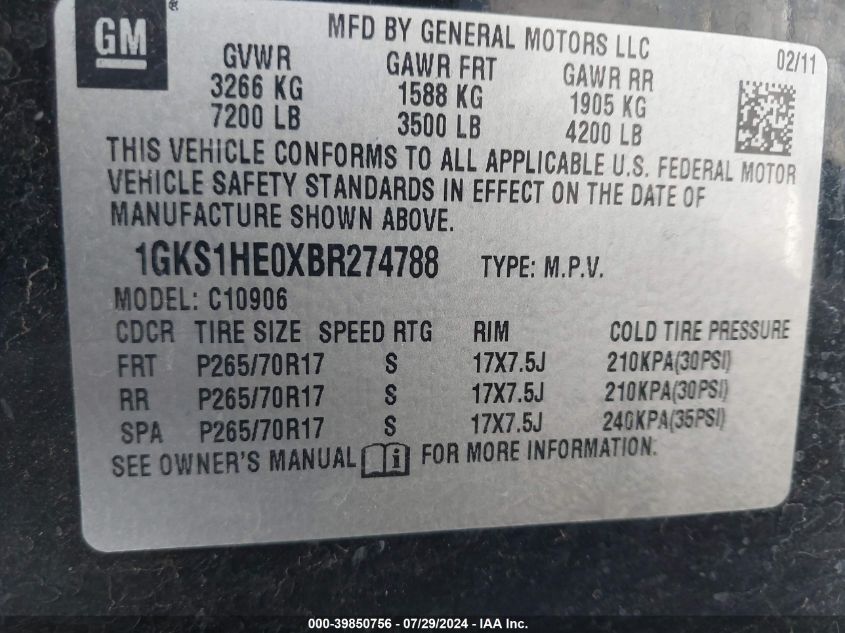 GM
MFD BY GENERAL MOTORS LLC
02/11
GVWR GAWR FRT GAWR RR
3266 KG 1588 KG 1905 KG
7200 LB 3500 LB 4200 LB
THIS VEHICLE CONFORMS TO ALL APPLICABLE U.S. FEDERAL MOTOR
VEHICLE SAFETY STANDARDS IN EFFECT ON THE DATE OF
MANUFACTURE SHOWN ABOVE.
1GKS1HE0XBR274788 TYPE: M.P.V.
MODEL: C10906
CDCR TIRE SIZE SPEED RTG RIM COLD TIRE PRESSURE
FRT P265/70R17 S 17X7.5J 210KPA(30PSI)
RR P265/70R17 S 17X7.5J 210KPA(30PSI)
SPA P265/70R17 S 17X7.5J 240KPA(35PSI)
SEE OWNER'S MANUAL i FOR MORE INFORMATION.
000-39850756 / 07/29/2024 - IAA Inc.